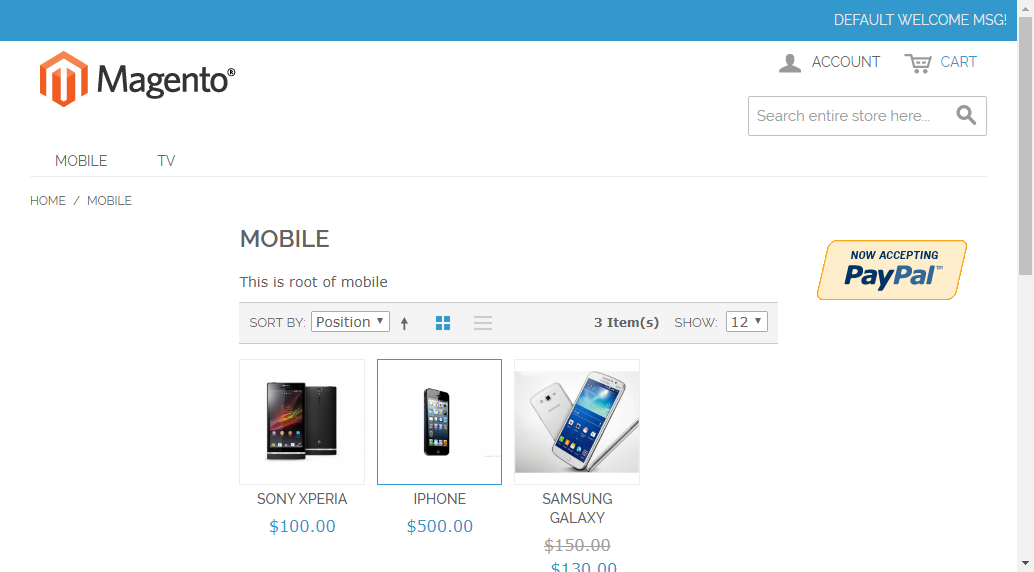 DEFAULT WELCOME MSG!
Magento®
ACCOUNT
CART
Search entire store here...
MOBILE
TV
HOME / MOBILE
MOBILE
NOW ACCEPTING
PayPal™
This is root of mobile
SORT BY: Position
3 Item(s)
SHOW: 12
SONY XPERIA
$100.00
IPHONE
$500.00
SAMSUNG
GALAXY
$150.00
$130.00